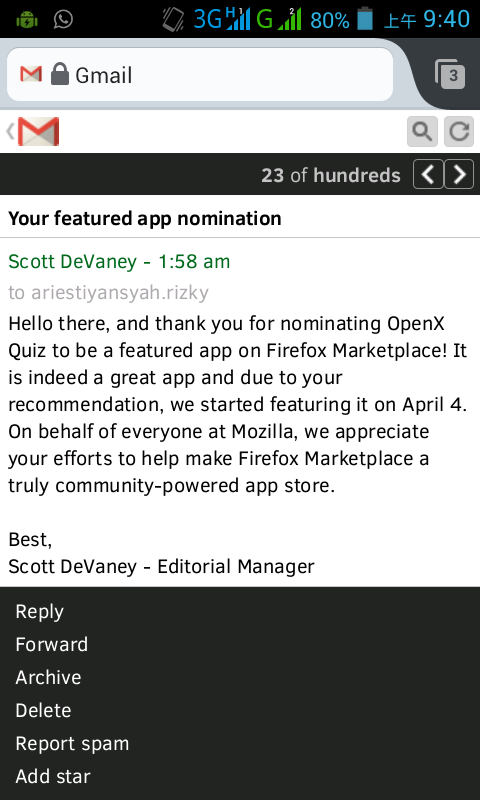 3G H 1 G 2 80% 上午 9:40
Gmail 3
23 of hundreds
Your featured app nomination
Scott DeVaney - 1:58 am
to ariestiyansyah.rizky
Hello there, and thank you for nominating OpenX
Quiz to be a featured app on Firefox Marketplace! It
is indeed a great app and due to your
recommendation, we started featuring it on April 4.
On behalf of everyone at Mozilla, we appreciate
your efforts to help make Firefox Marketplace a
truly community-powered app store.
Best,
Scott DeVaney - Editorial Manager
Reply
Forward
Archive
Delete
Report spam
Add star